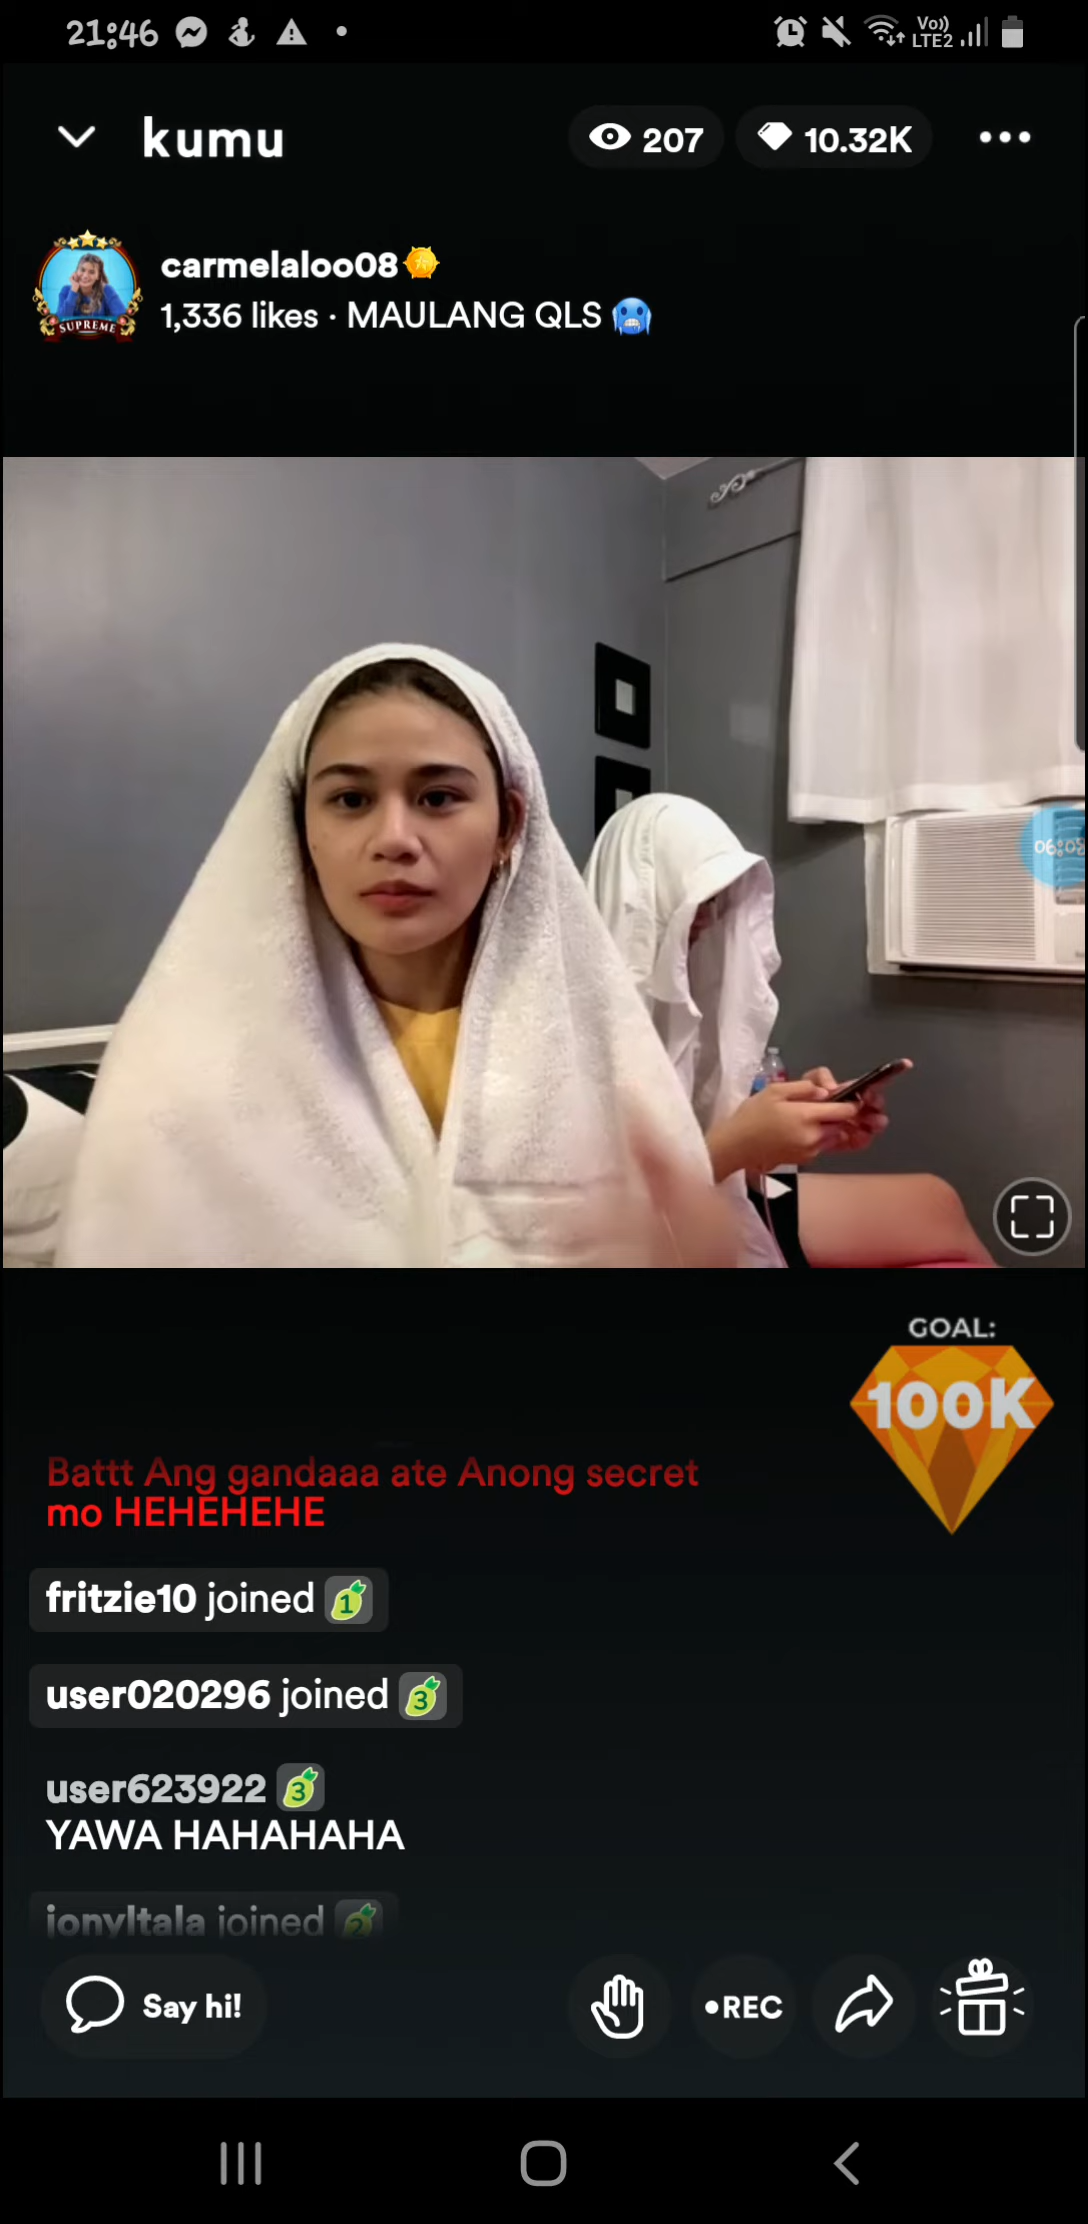 21:46
Vo)) LTE2
kumu
207
10.32K
carmelaloo08
SUPREME
1,336 likes · MAULANG QLS 🥶
GOAL:
100K
Battt Ang gandaaa ate Anong secret
mo HEHEHEHE
fritzie10 joined 1
user020296 joined 3
user623922 3
YAWA HAHAHAHA
jonyltala joined 2
Say hi!
•REC